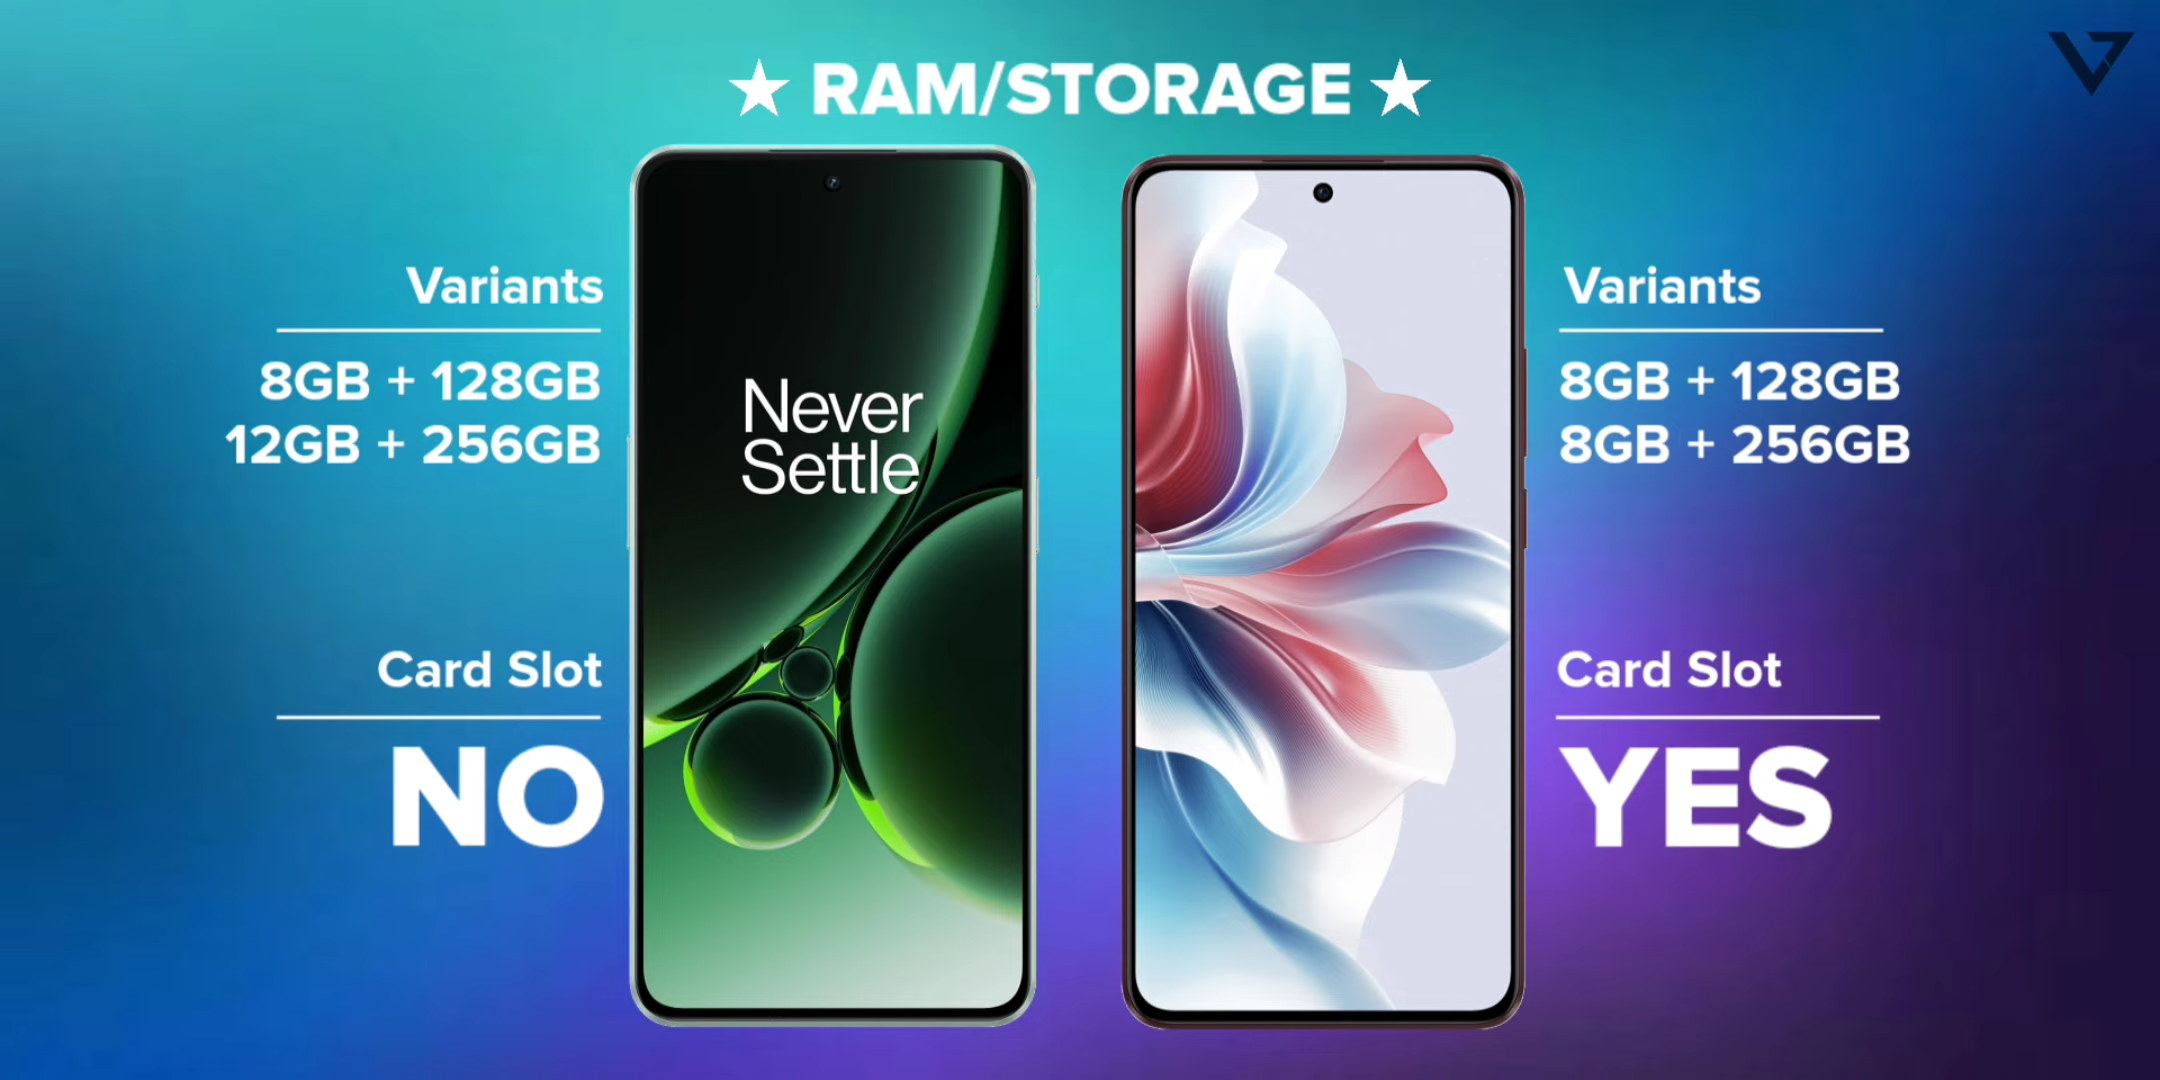 ★ RAM/STORAGE ★
Variants
8GB + 128GB
12GB + 256GB
Card Slot
NO
Never
Settle
Variants
8GB + 128GB
8GB + 256GB
Card Slot
YES